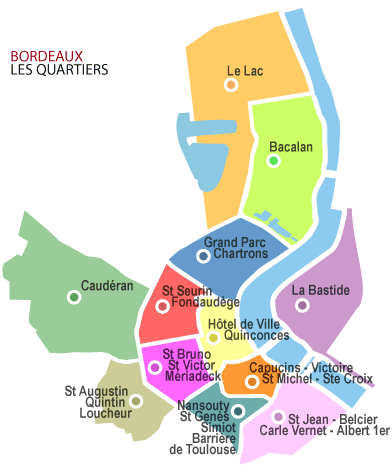 BORDEAUX
LES QUARTIERS
Le Lac
Bacalan
Grand Parc
Chartrons
Caudéran
St Seurin
Fondaudège
La Bastide
Hôtel de Ville
Quinconces
St Bruno
St Victor
Mériadeck
Capucins - Victoire
St Michel - Ste Croix
St Augustin
Quintin
Loucheur
Nansouty
St Genès
Simiot
Barrière
de Toulouse
St Jean - Belcier
Carle Vernet - Albert 1er